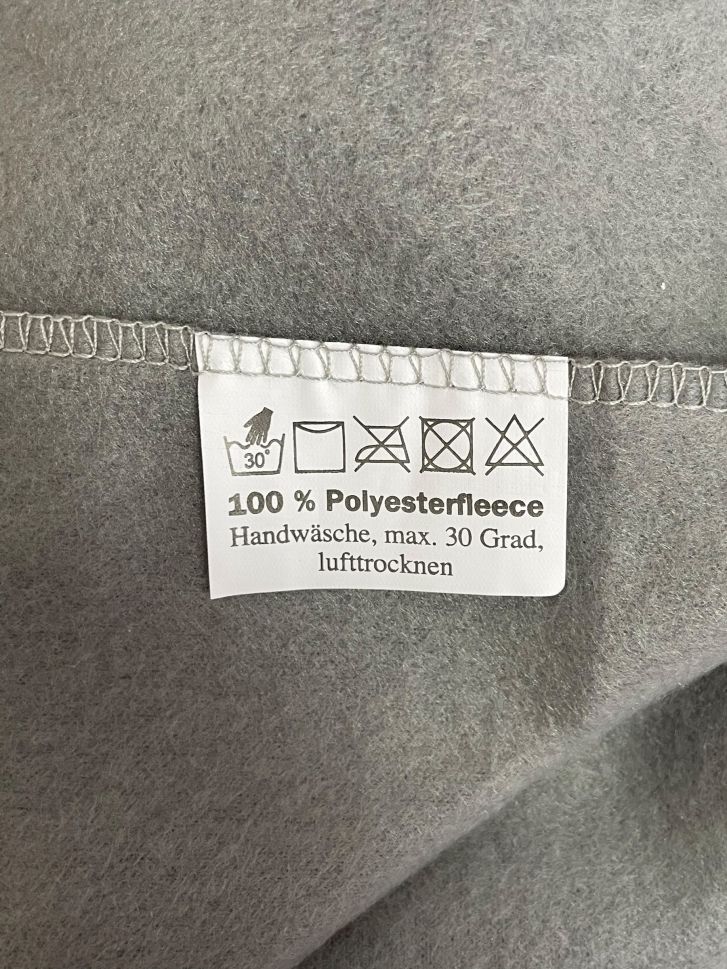 30°
100 % Polyesterfleece
Handwäsche, max. 30 Grad,
lufttrocknen